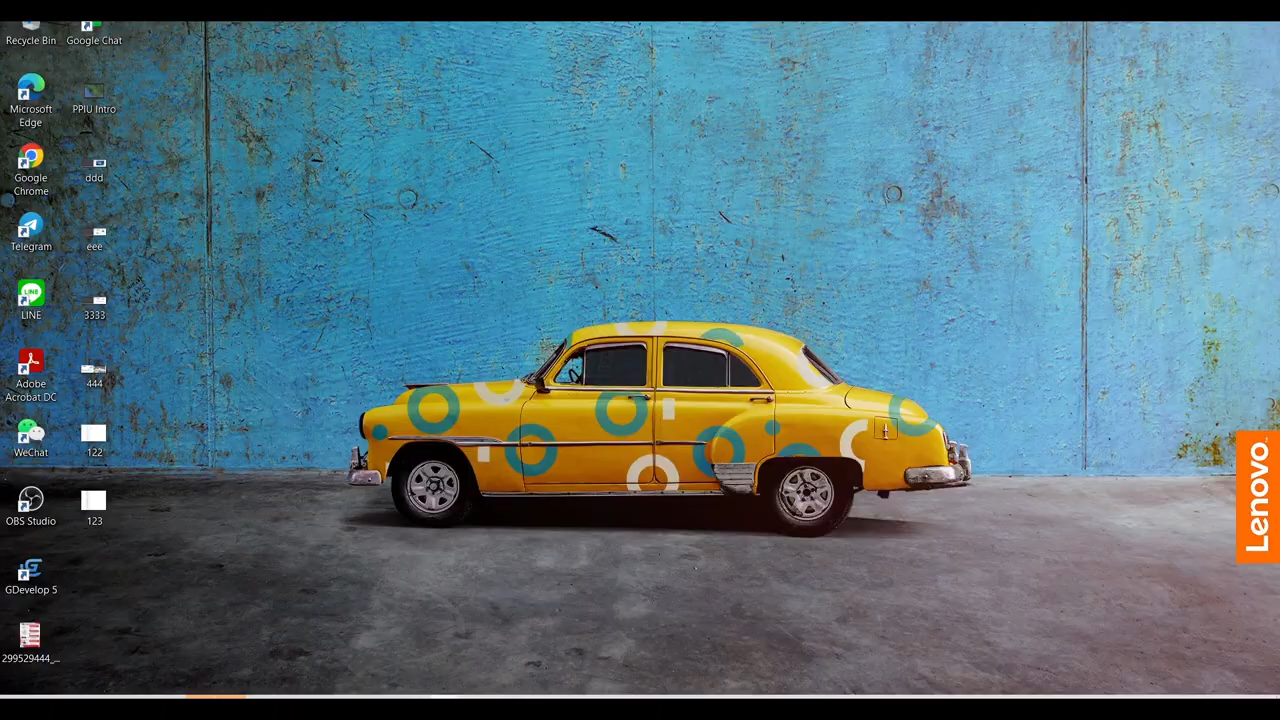 Recycle Bin
Google Chat
Microsoft
Edge
PPIU Intro
Google
Chrome
ddd
Telegram
eee
LINE
LINE
3333
Adobe
Acrobat DC
444
WeChat
122
OBS Studio
123
GDevelop 5
299529444_...
Lenovo